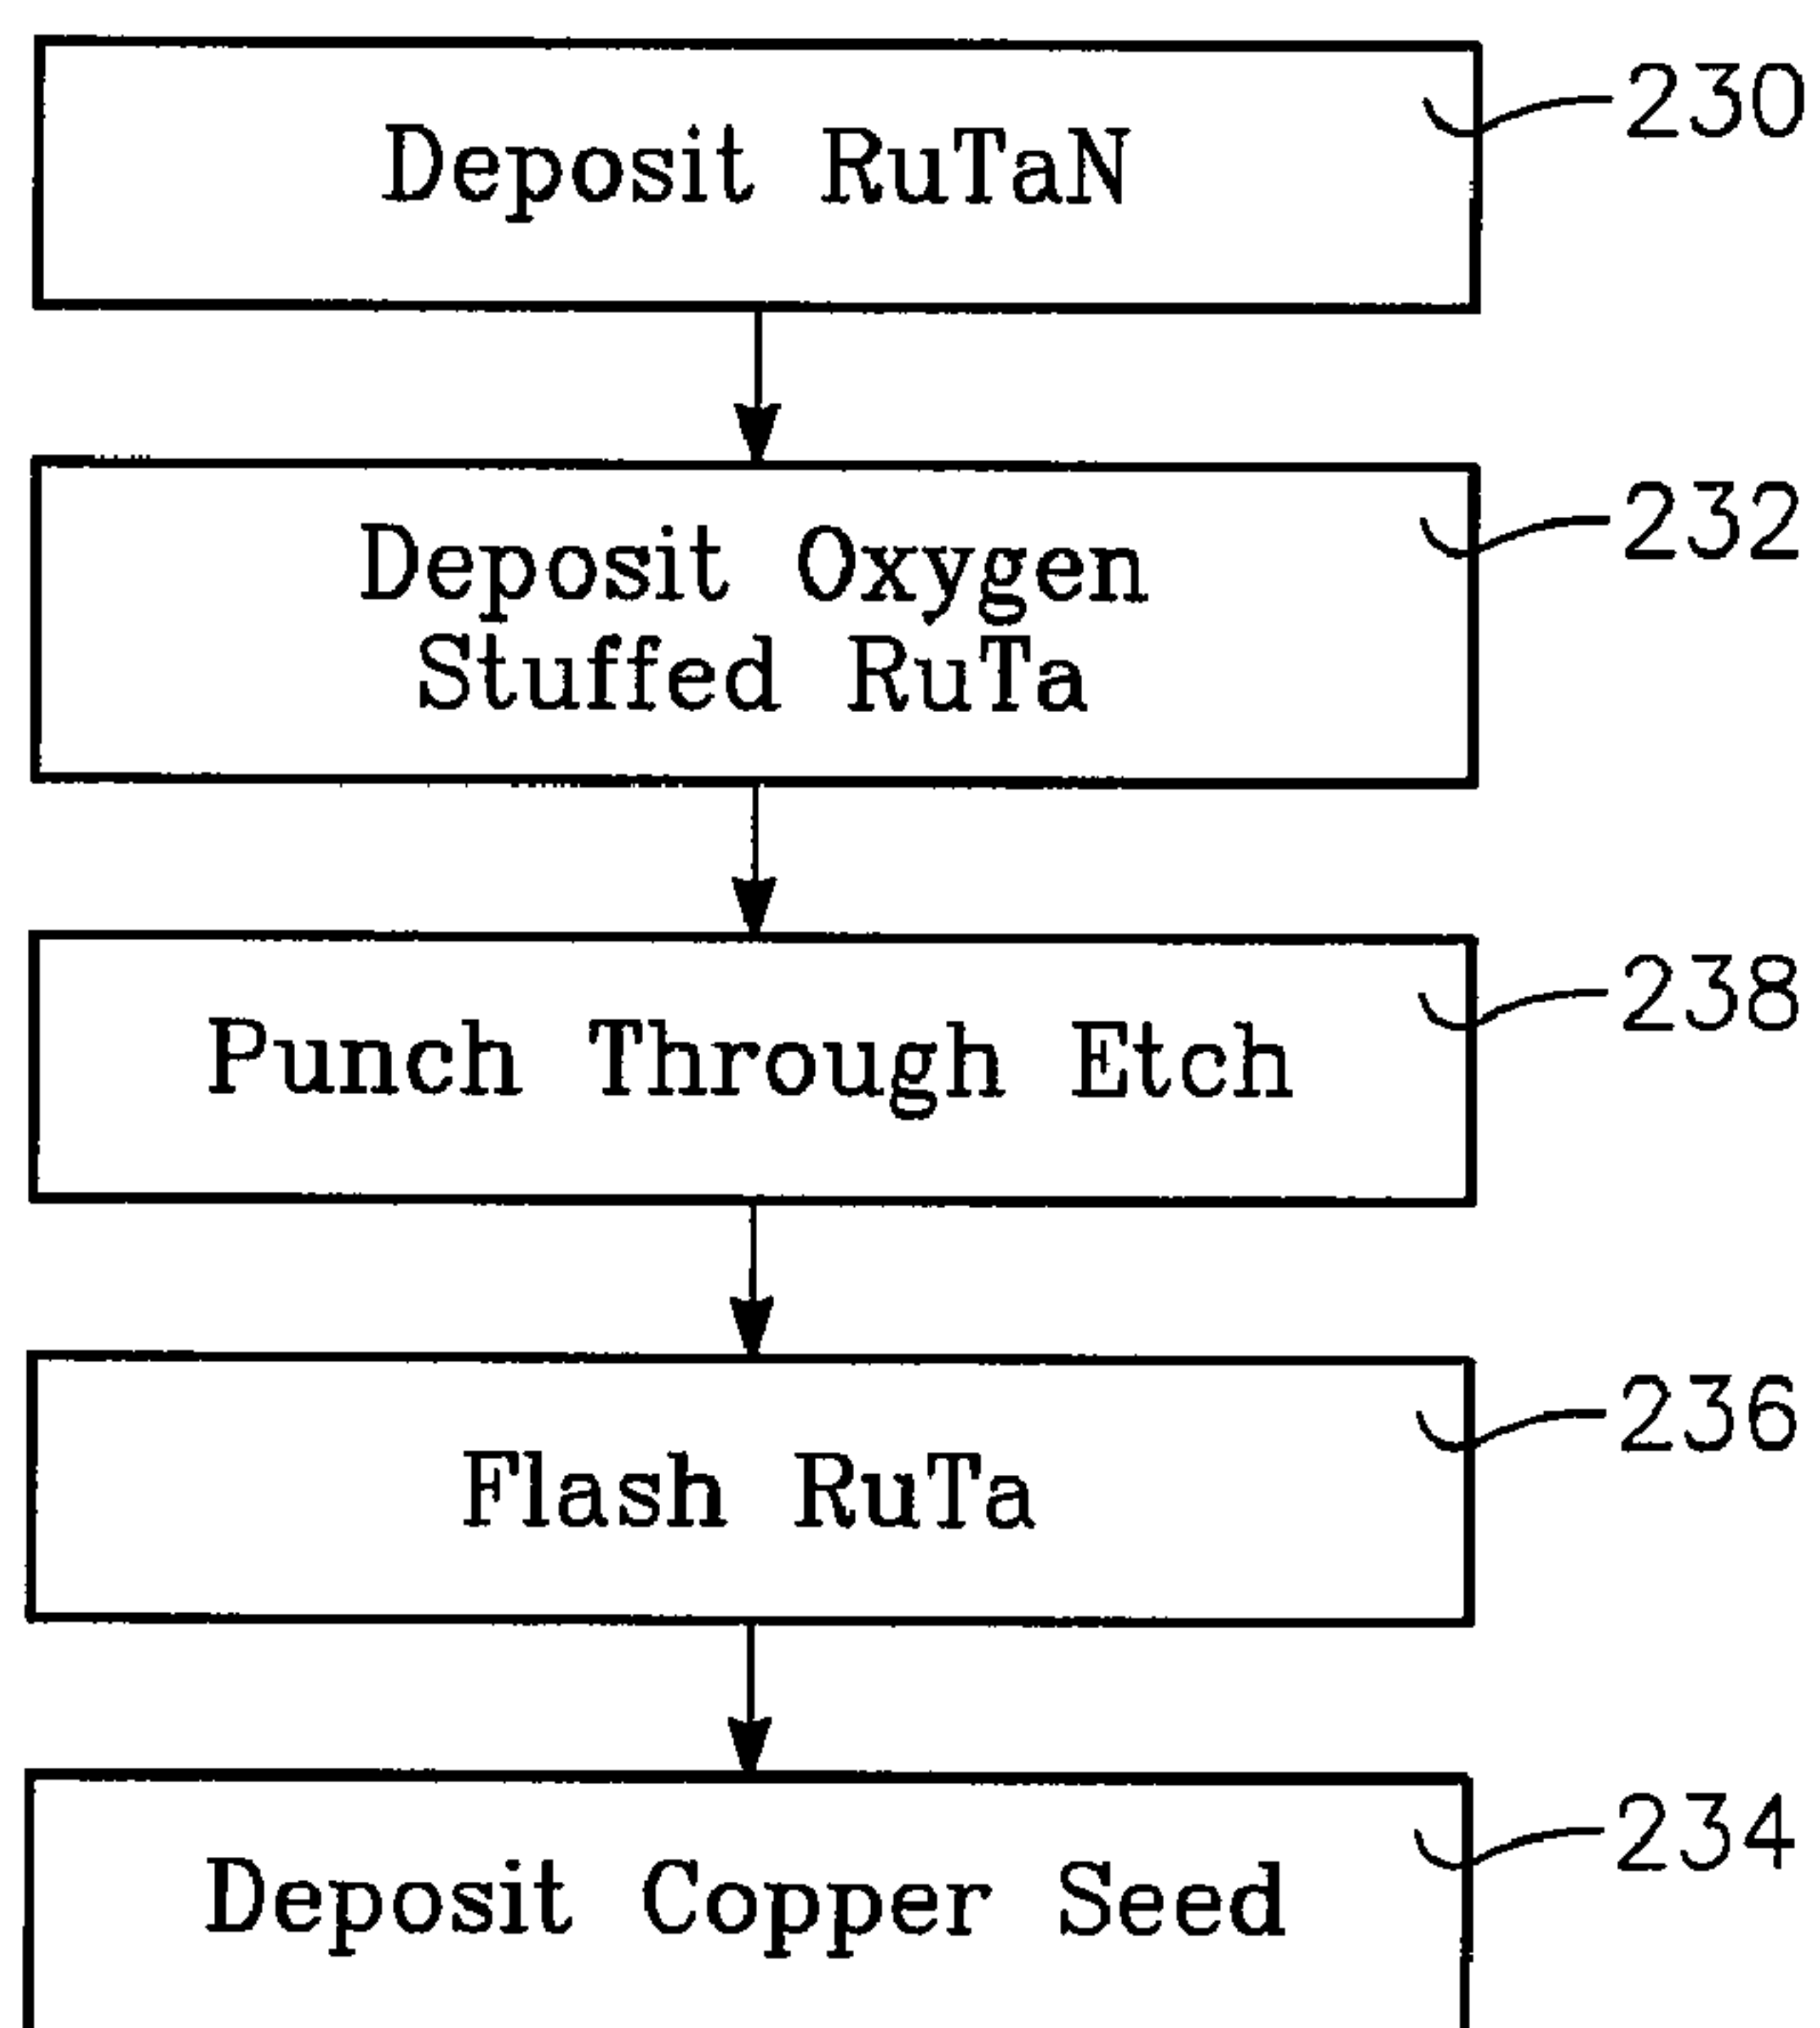 Deposit RuTaN
230
Deposit Oxygen
Stuffed RuTa
232
Punch Through Etch
238
Flash RuTa
236
Deposit Copper Seed
234